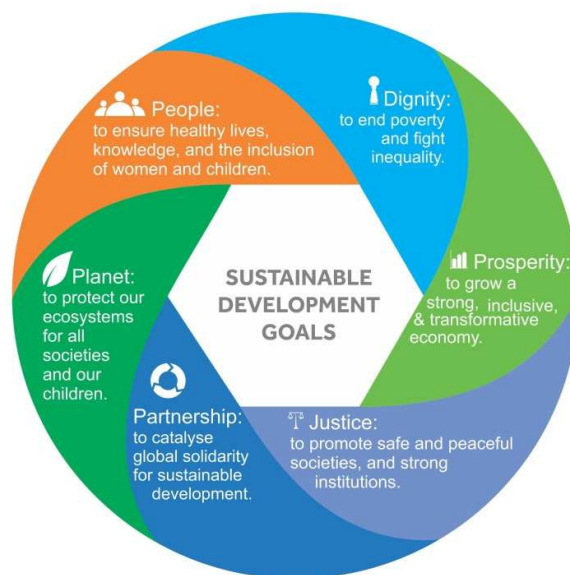 People:
to ensure healthy lives,
knowledge, and the inclusion
of women and children.
Dignity:
to end poverty
and fight
inequality.
Prosperity:
to grow a
strong, inclusive,
& transformative
economy.
Justice:
to promote safe and peaceful
societies, and strong
institutions.
Partnership:
to catalyse
global solidarity
for sustainable
development.
Planet:
to protect our
ecosystems
for all
societies
and our
children.
SUSTAINABLE
DEVELOPMENT
GOALS